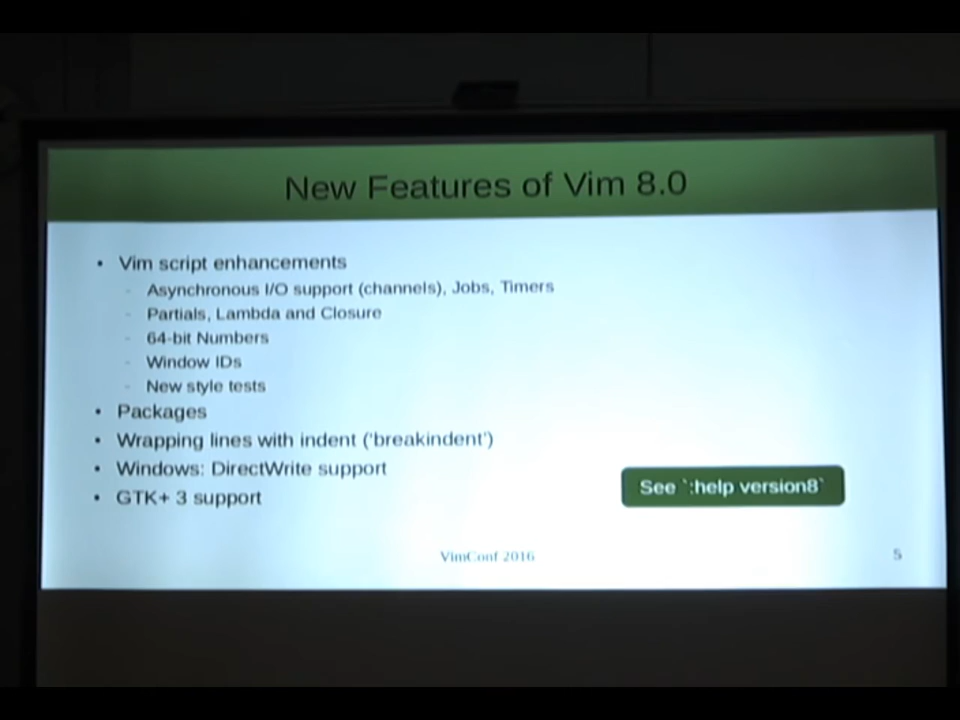 New Features of Vim 8.0
• Vim script enhancements
- Asynchronous I/O support (channels), Jobs, Timers
- Partials, Lambda and Closure
- 64-bit Numbers
- Window IDs
- New style tests
• Packages
• Wrapping lines with indent ('breakindent')
• Windows: DirectWrite support
• GTK+ 3 support
See `:help version8`
VimConf 2016
5